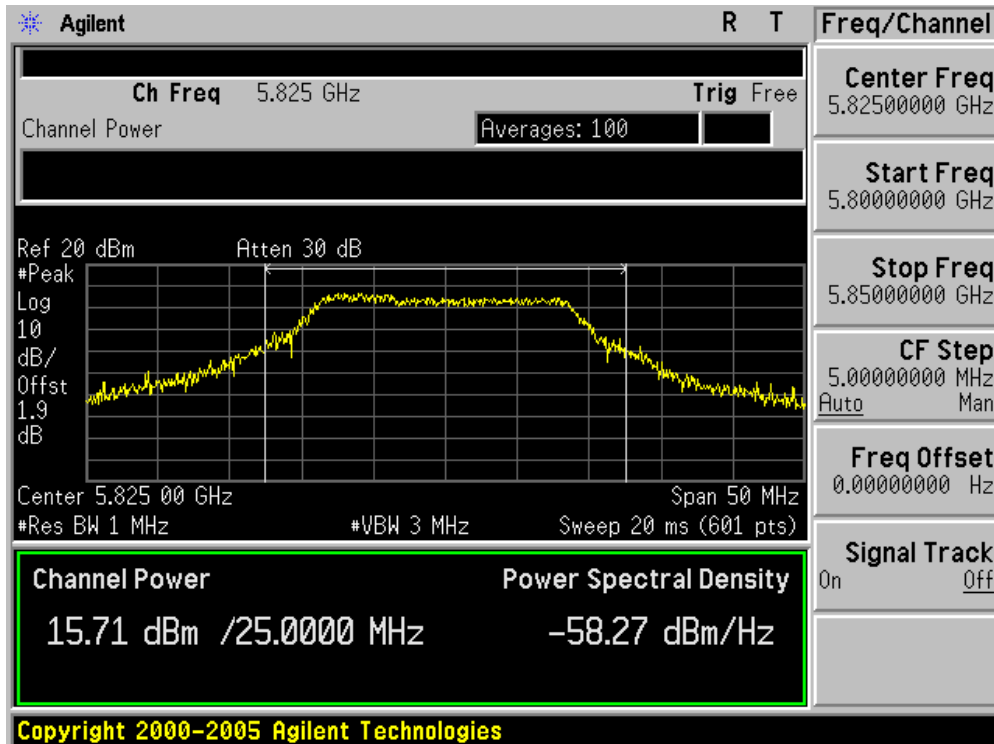 Agilent R T
Freq/Channel
Ch Freq 5.825 GHz Trig Free
Channel Power Averages: 100
Ref 20 dBm Atten 30 dB
#Peak
Log
10
dB/
Offst
1.9
dB
Center 5.825 00 GHz Span 50 MHz
#Res BW 1 MHz #VBW 3 MHz Sweep 20 ms (601 pts)
Channel Power Power Spectral Density
15.71 dBm /25.0000 MHz -58.27 dBm/Hz
Center Freq
5.82500000 GHz
Start Freq
5.80000000 GHz
Stop Freq
5.85000000 GHz
CF Step
5.00000000 MHz
Auto Man
Freq Offset
0.00000000 Hz
Signal Track
On Off
Copyright 2000-2005 Agilent Technologies